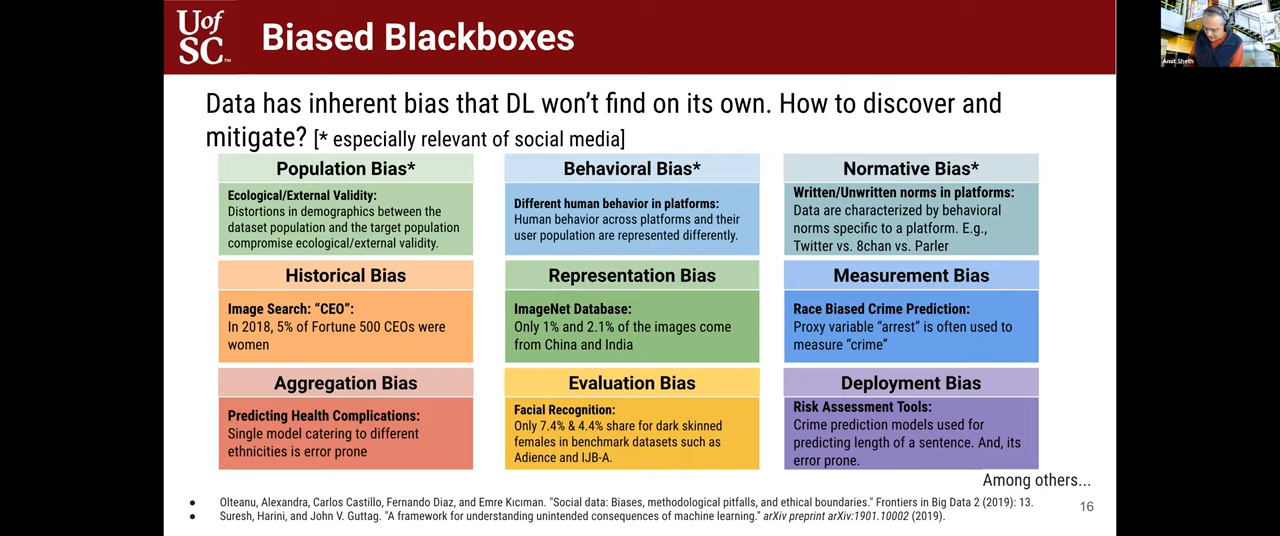 UofSC™
Biased Blackboxes
Amit Sheth
Data has inherent bias that DL won't find on its own. How to discover and
mitigate? [* especially relevant of social media]
Population Bias*
Ecological/External Validity:
Distortions in demographics between the
dataset population and the target population
compromise ecological/external validity.
Behavioral Bias*
Different human behavior in platforms:
Human behavior across platforms and their
user population are represented differently.
Normative Bias*
Written/Unwritten norms in platforms:
Data are characterized by behavioral
norms specific to a platform. E.g.,
Twitter vs. 8chan vs. Parler
Historical Bias
Image Search: “CEO”:
In 2018, 5% of Fortune 500 CEOs were
women
Representation Bias
ImageNet Database:
Only 1% and 2.1% of the images come
from China and India
Measurement Bias
Race Biased Crime Prediction:
Proxy variable “arrest” is often used to
measure “crime”
Aggregation Bias
Predicting Health Complications:
Single model catering to different
ethnicities is error prone
Evaluation Bias
Facial Recognition:
Only 7.4% & 4.4% share for dark skinned
females in benchmark datasets such as
Adience and IJB-A.
Deployment Bias
Risk Assessment Tools:
Crime prediction models used for
predicting length of a sentence. And, its
error prone.
Among others...
● Olteanu, Alexandra, Carlos Castillo, Fernando Diaz, and Emre Kıcıman. "Social data: Biases, methodological pitfalls, and ethical boundaries." Frontiers in Big Data 2 (2019): 13.
● Suresh, Harini, and John V. Guttag. "A framework for understanding unintended consequences of machine learning." arXiv preprint arXiv:1901.10002 (2019).
16